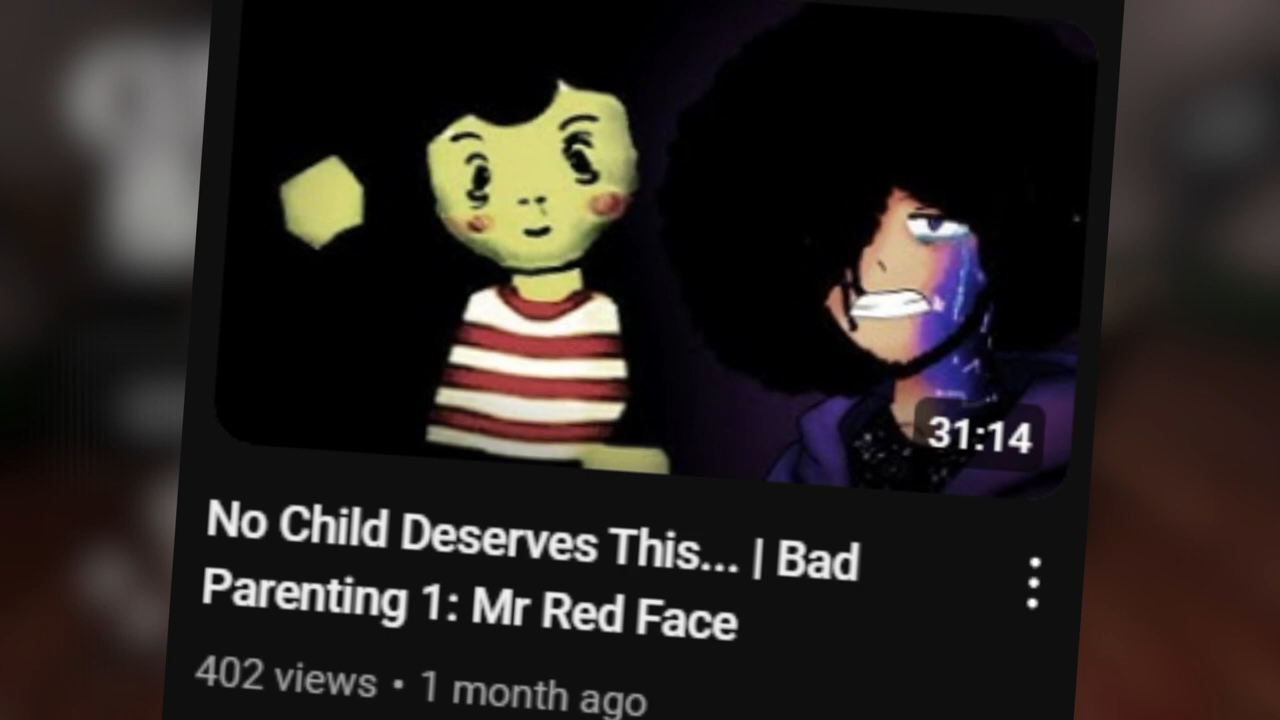 31:14
No Child Deserves This... | Bad
Parenting 1: Mr Red Face
402 views • 1 month ago